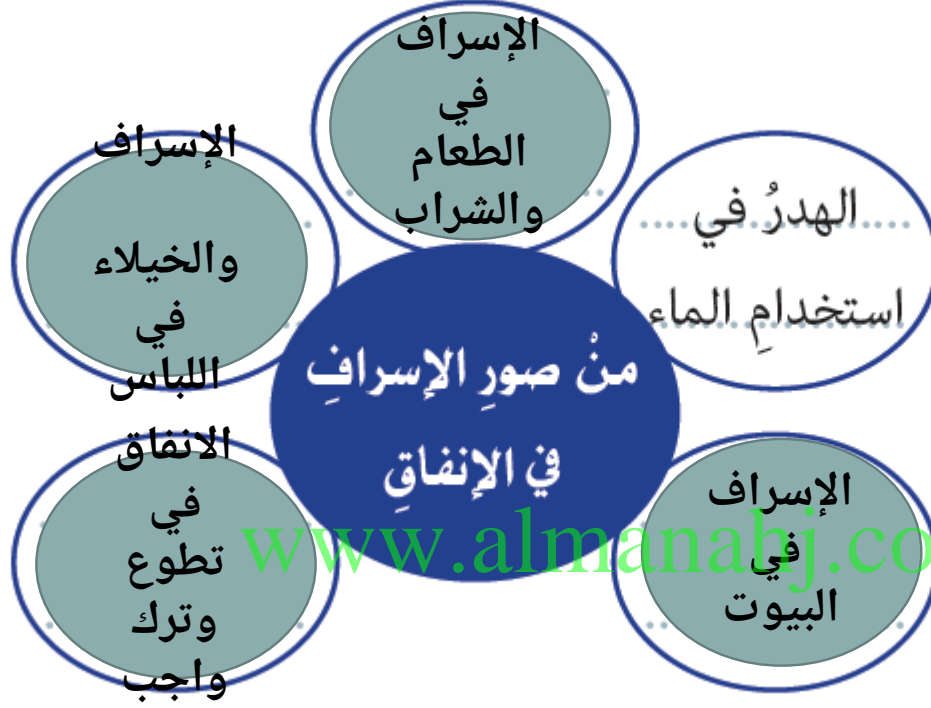 الإسراف
في
الطعام
والشراب
الهدرُ في
استخدامِ الماء
الإسراف
والخيلاء
في
اللباس
منْ صورِ الإسرافِ
في الإنفاقِ
الإسراف
في
البيوت
الانفاق
في
تطوع
وترك
واجب
www.almanahj.co